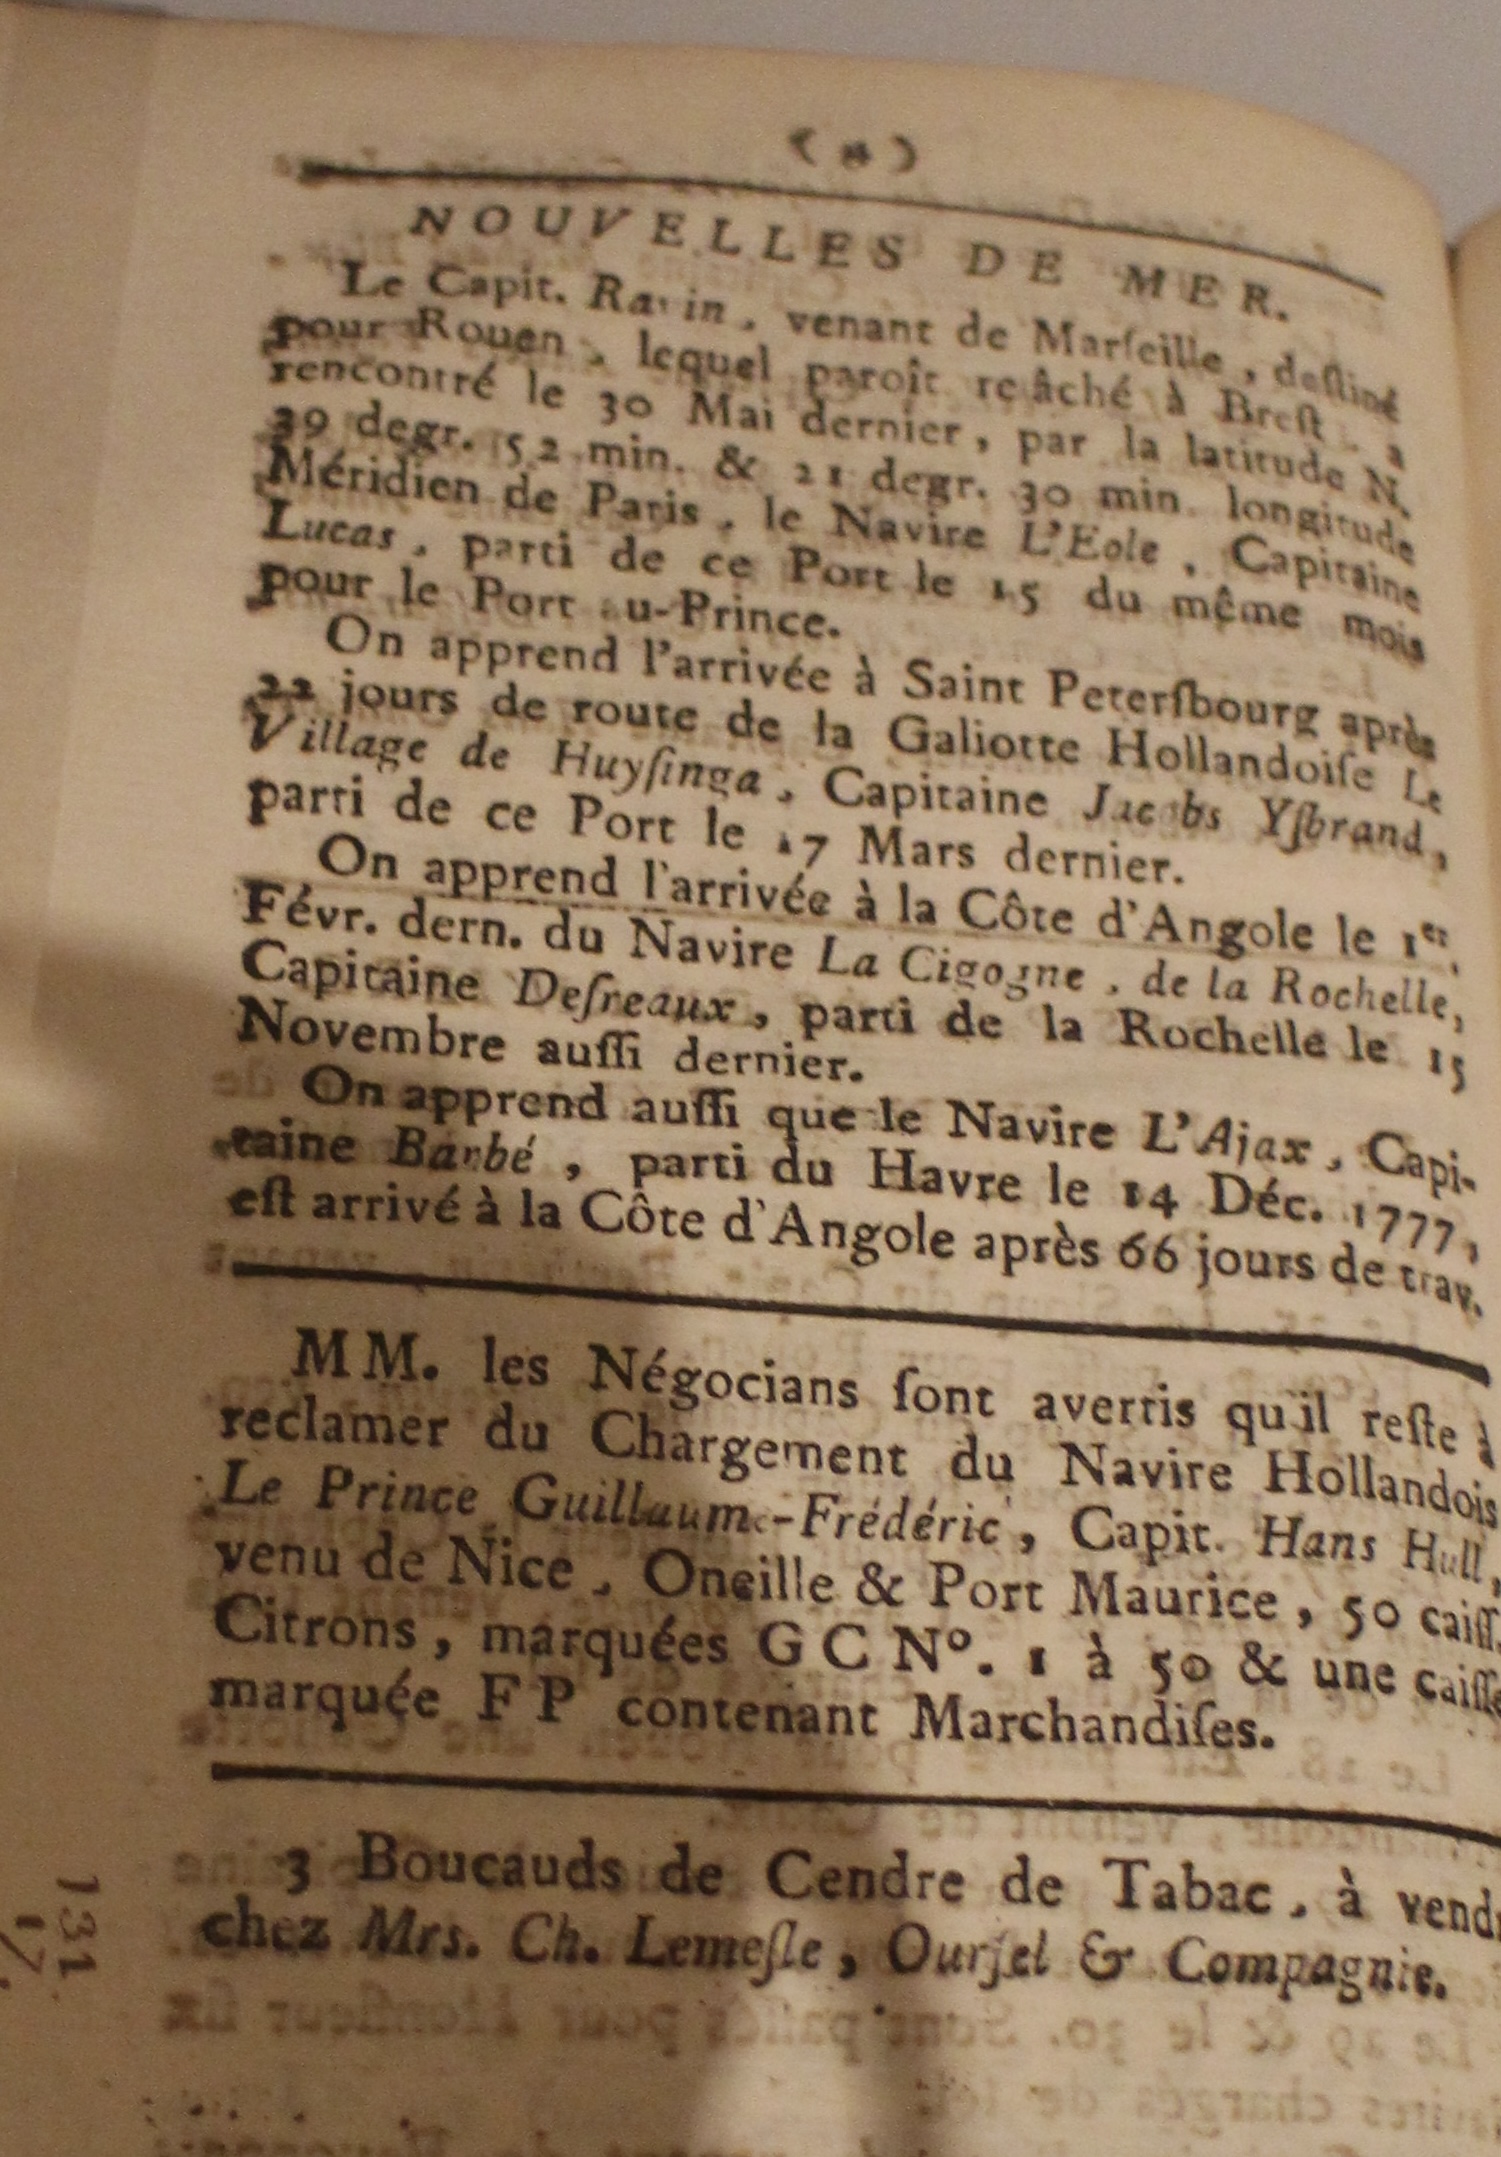 ( 8 )
NOUVELLES DE MER.
Le Capit. Ravin, venant de Marſeille, deſtiné
pour Rouen, lequel paroît relâché à Breſt, a
rencontré le 30 Mai dernier, par la latitude N.
39 degr. 52 min. & 21 degr. 30 min. longitude
Méridien de Paris, le Navire L'Eole, Capitaine
Lucas, parti de ce Port le 15 du même mois
pour le Port au-Prince.
On apprend l'arrivée à Saint Peterſbourg après
22 jours de route de la Galiotte Hollandoiſe Le
Village de Huyſinga, Capitaine Jacobs Yſbrand,
parti de ce Port le 17 Mars dernier.
On apprend l'arrivée à la Côte d'Angole le 1er.
Févr. dern. du Navire La Cigogne, de la Rochelle,
Capitaine Deſreaux, parti de la Rochelle le 15
Novembre auſſi dernier.
On apprend auſſi que le Navire L'Ajax, Capi-
taine Barbé, parti du Havre le 14 Déc. 1777,
eſt arrivé à la Côte d'Angole après 66 jours de trav.
MM. les Négocians ſont avertis qu'il reſte à
reclamer du Chargement du Navire Hollandois
Le Prince Guillaume-Frédéric, Capit. Hans Hull,
venu de Nice, Oneille & Port Maurice, 50 caiſſ.
Citrons, marquées G C N°. 1 à 50 & une caiſſe
marquée F P contenant Marchandiſes.
3 Boucauds de Cendre de Tabac, à vend
chez Mrs. Ch. Lemeſle, Ourſel & Compagnie.